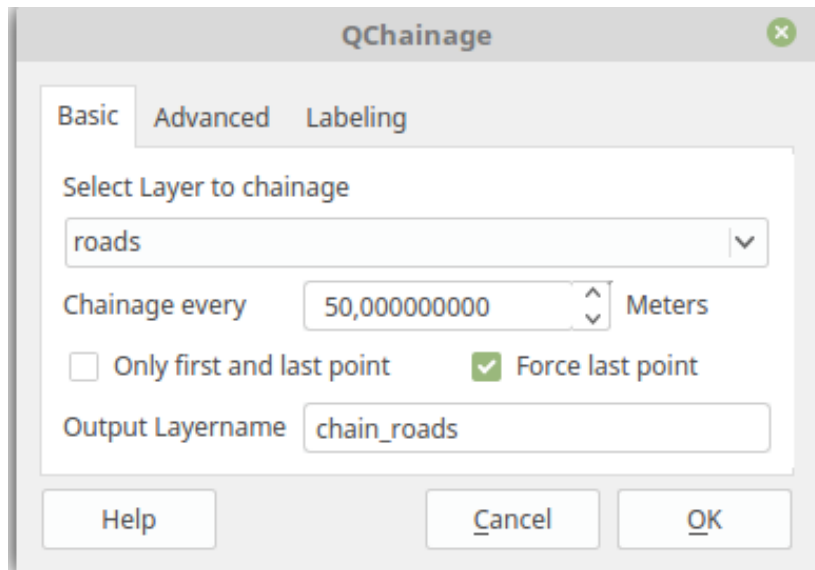 QChainage
Basic Advanced Labeling
Select Layer to chainage
roads
Chainage every 50,000000000 Meters
Only first and last point Force last point
Output Layername chain_roads
Help Cancel OK